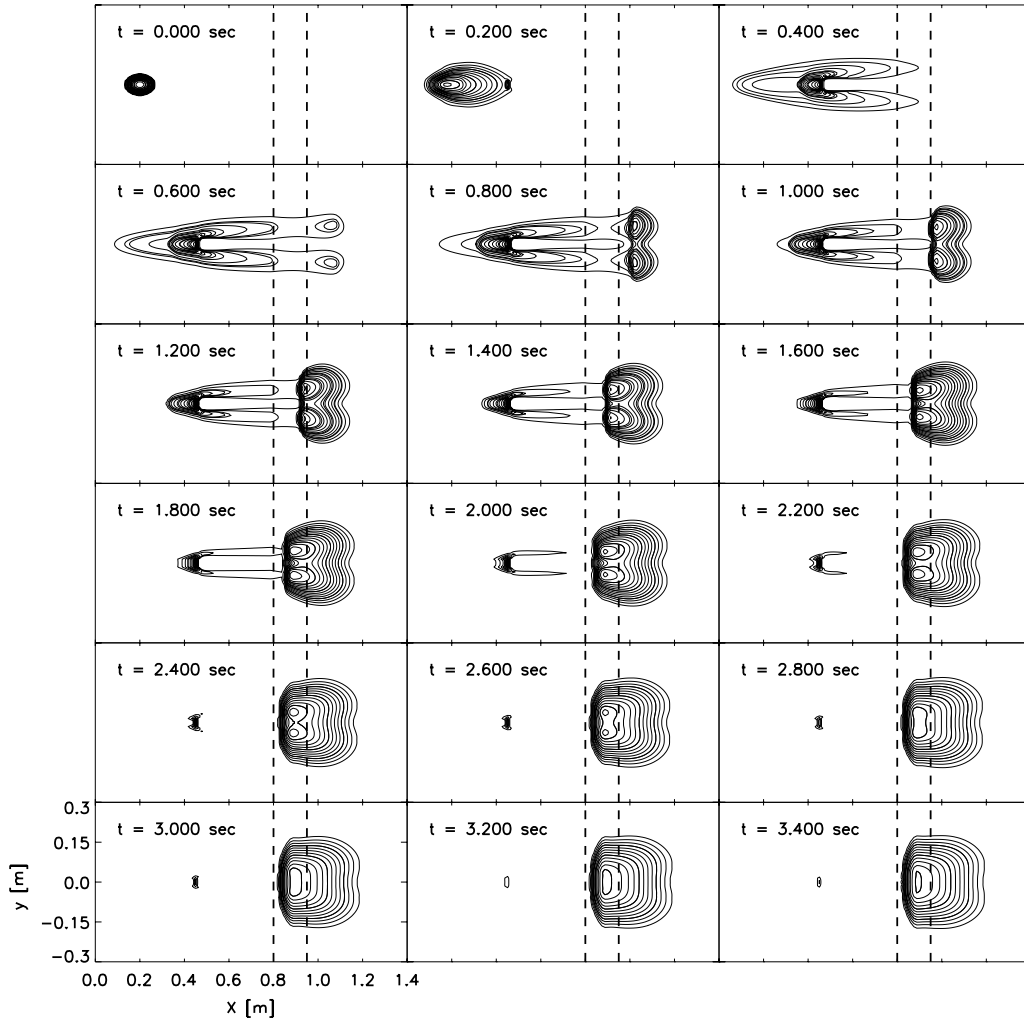 t = 0.000 sec
t = 0.200 sec
t = 0.400 sec
t = 0.600 sec
t = 0.800 sec
t = 1.000 sec
t = 1.200 sec
t = 1.400 sec
t = 1.600 sec
t = 1.800 sec
t = 2.000 sec
t = 2.200 sec
t = 2.400 sec
t = 2.600 sec
t = 2.800 sec
t = 3.000 sec
t = 3.200 sec
t = 3.400 sec
0.3
0.15
0.0
-0.15
-0.3
y [m]
0.0 0.2 0.4 0.6 0.8 1.0 1.2 1.4
X [m]